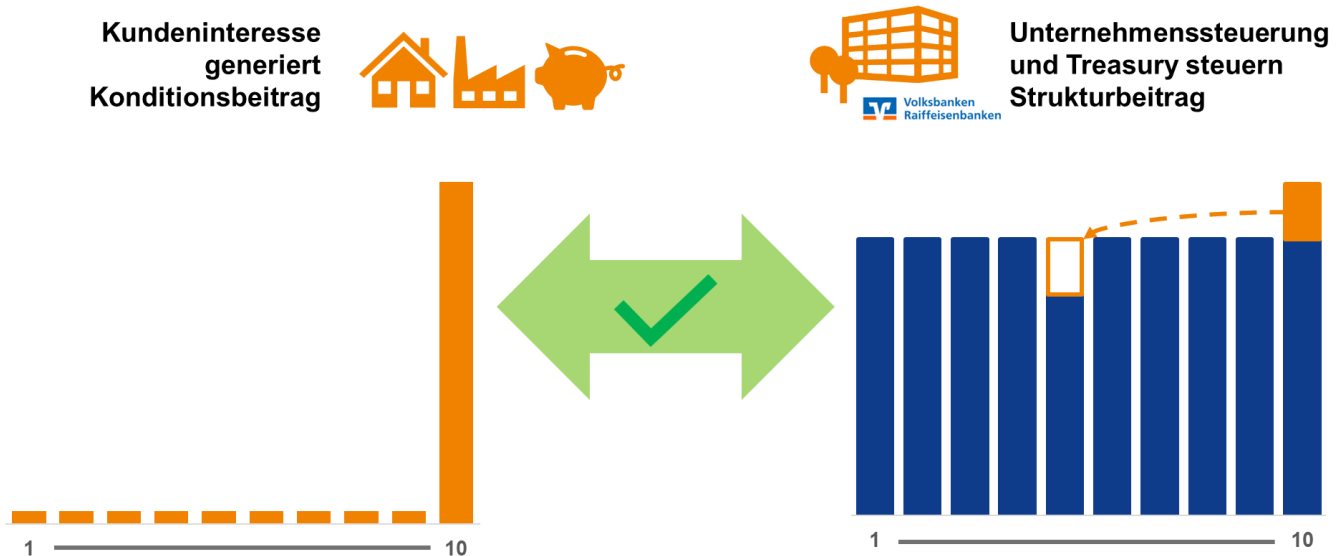 Kundeninteresse
generiert
Konditionsbeitrag
Volksbanken
Raiffeisenbanken
Unternehmenssteuerung
und Treasury steuern
Strukturbeitrag
1
10
1
10